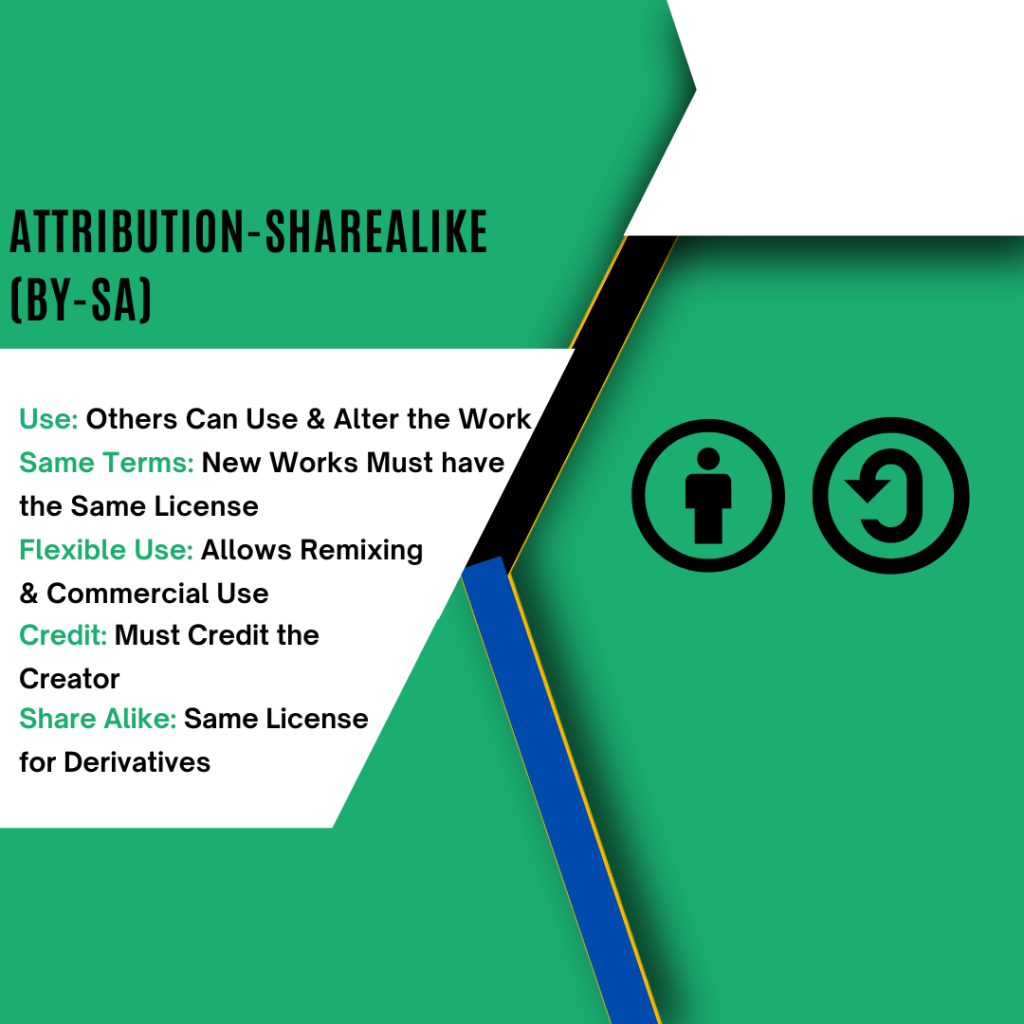 ATTRIBUTION-SHAREALIKE
(BY-SA)
Use: Others Can Use & Alter the Work
Same Terms: New Works Must have
the Same License
Flexible Use: Allows Remixing
& Commercial Use
Credit: Must Credit the
Creator
Share Alike: Same License
for Derivatives